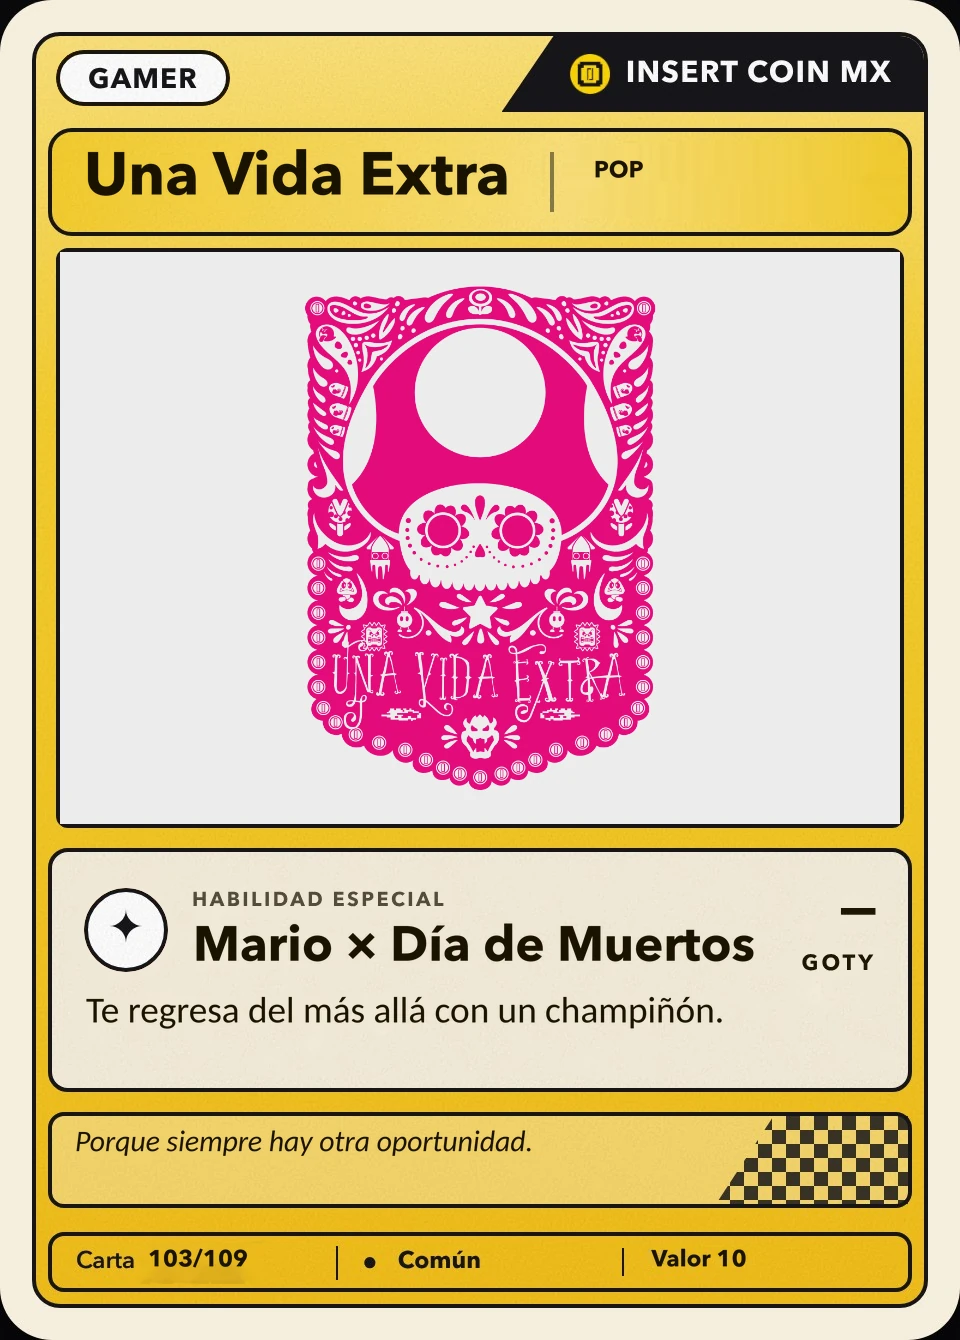 GAMER
INSERT COIN MX
Una Vida Extra
POP
UNA VIDA EXTRA
HABILIDAD ESPECIAL
Mario × Día de Muertos
—
GOTY
Te regresa del más allá con un champiñón.
Porque siempre hay otra oportunidad.
Carta 103/109 | • Común | Valor 10